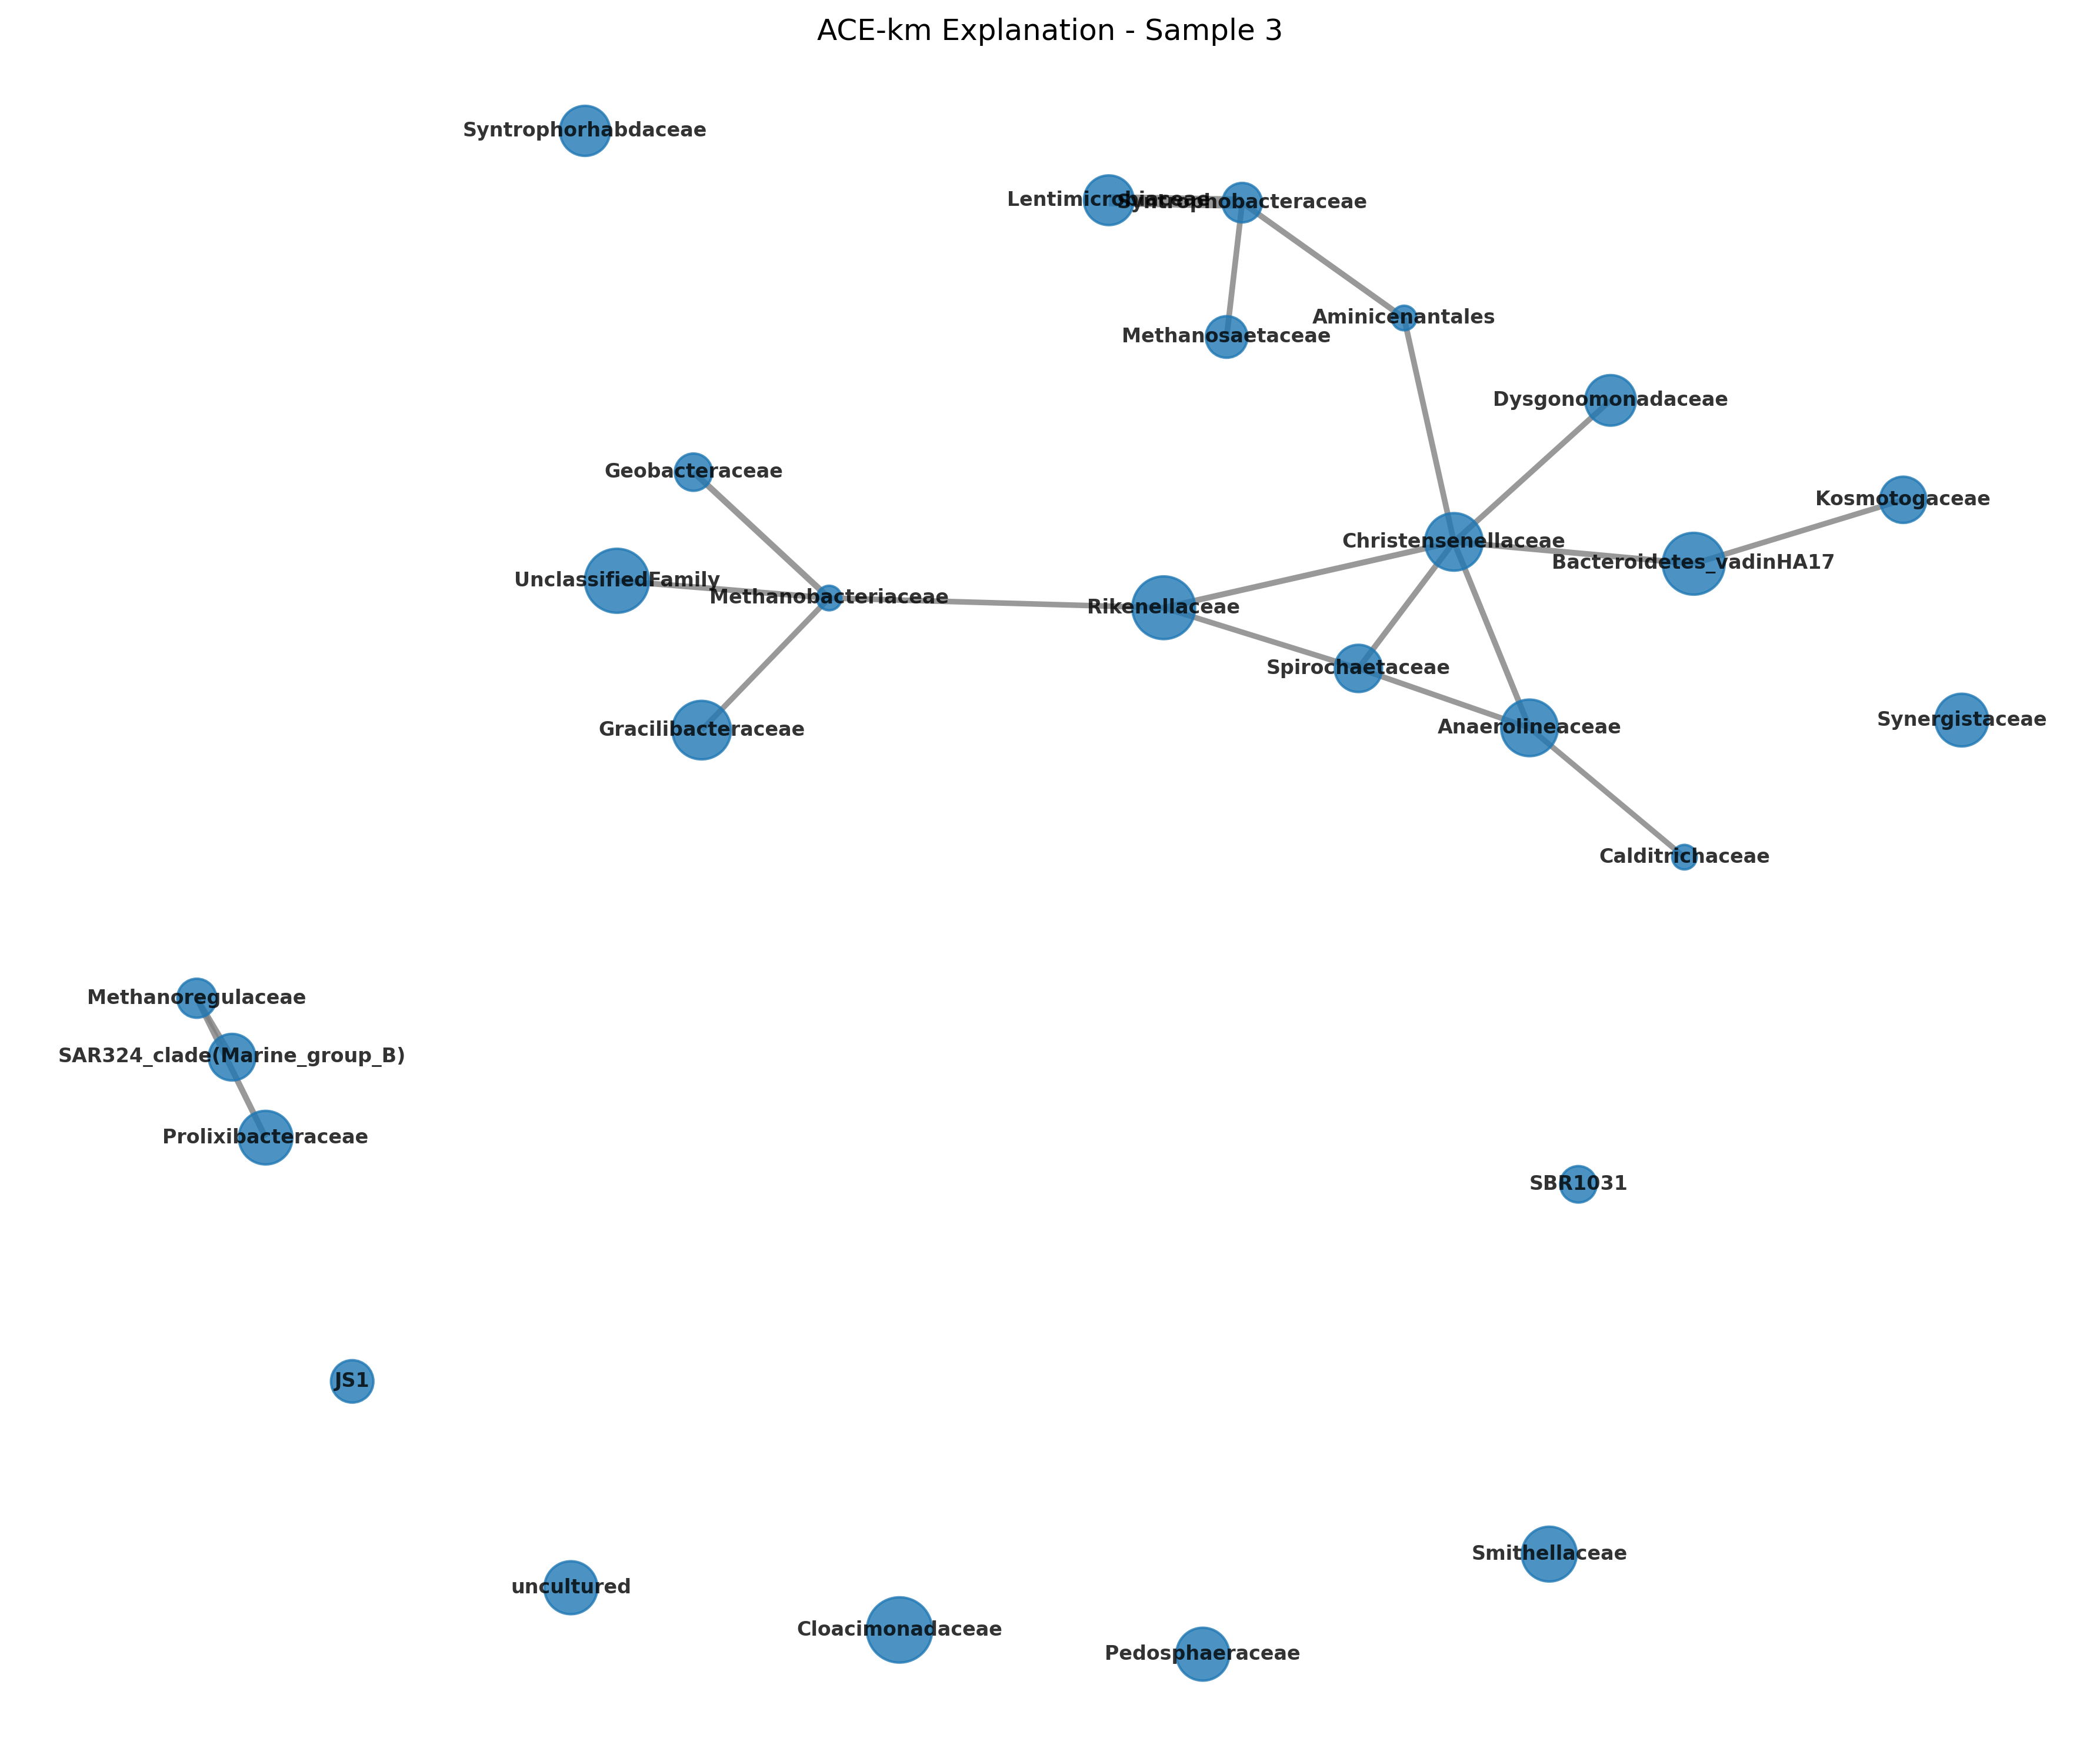 ACE-km Explanation - Sample 3
Syntrophorhabdaceae
Lentimicrobiaceae
Syntrophobacteraceae
Aminicenantales
Methanosaetaceae
Dysgonomonadaceae
Geobacteraceae
Kosmotogaceae
Christensenellaceae
Bacteroidetes_vadinHA17
UnclassifiedFamily
Methanobacteriaceae
Rikenellaceae
Spirochaetaceae
Synergistaceae
Gracilibacteraceae
Anaerolineaceae
Calditrichaceae
Methanoregulaceae
SAR324_clade(Marine_group_B)
Prolixibacteraceae
SBR1031
JS1
Smithellaceae
uncultured
Cloacimonadaceae
Pedosphaeraceae